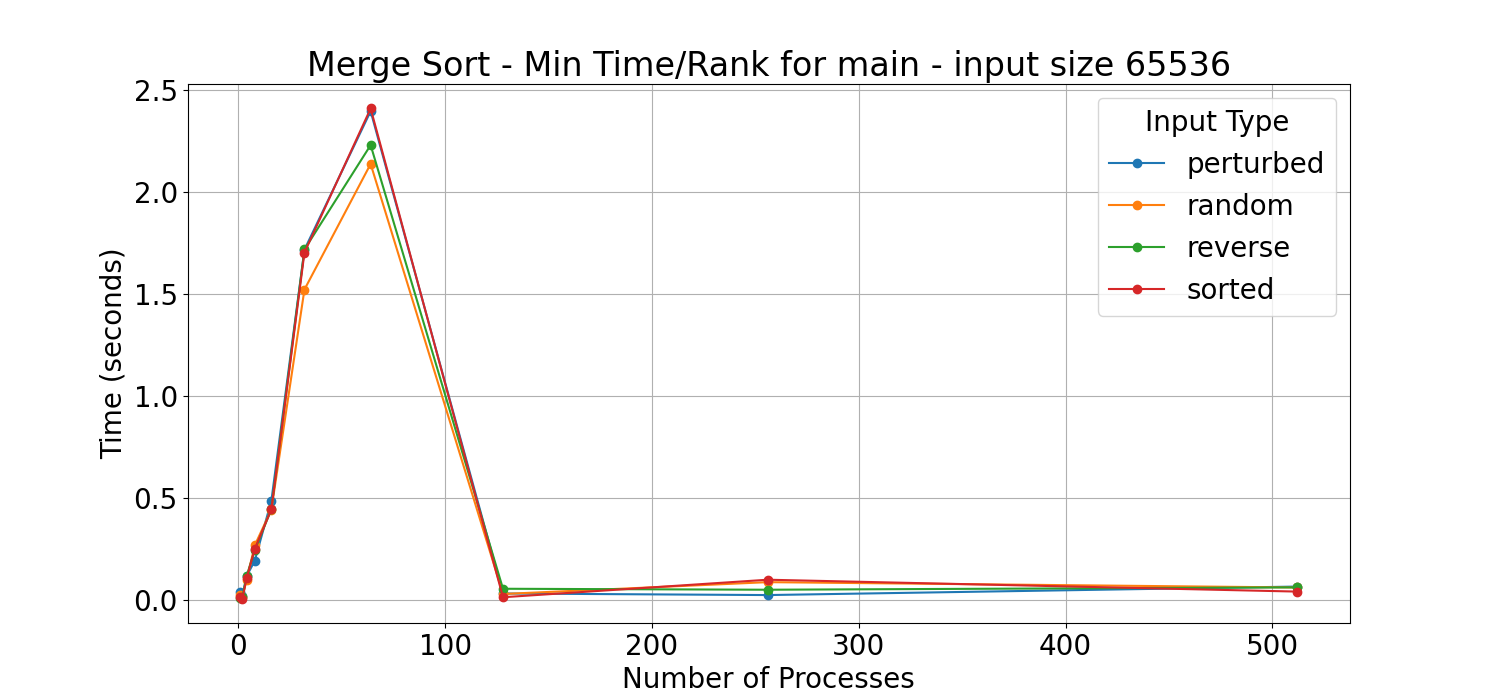 Merge Sort - Min Time/Rank for main - input size 65536
Time (seconds)
2.5
2.0
1.5
1.0
0.5
0.0
Input Type
perturbed
random
reverse
sorted
0 100 200 300 400 500
Number of Processes